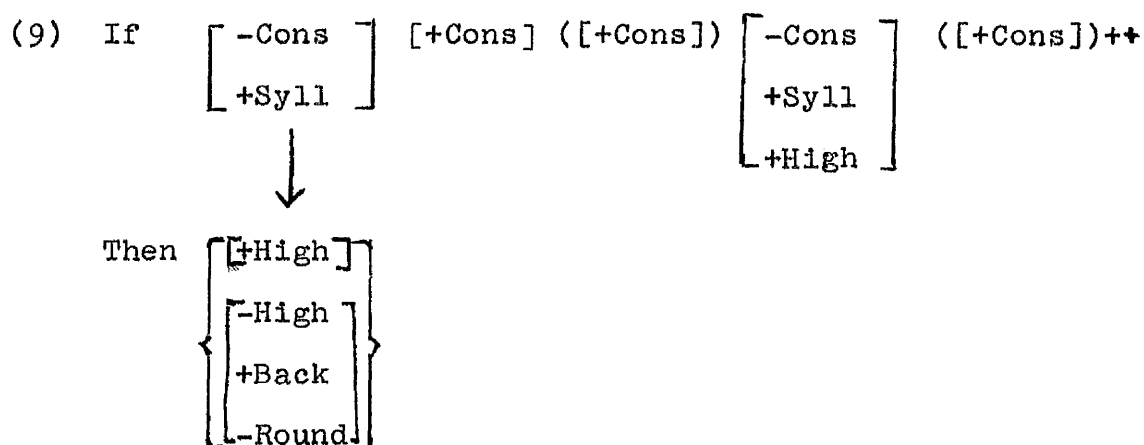 (9) If [-Cons +Syll] [+Cons] ([+Cons]) [-Cons +Syll +High] ([+Cons])++
Then {[+High]
[-High
+Back
-Round]}